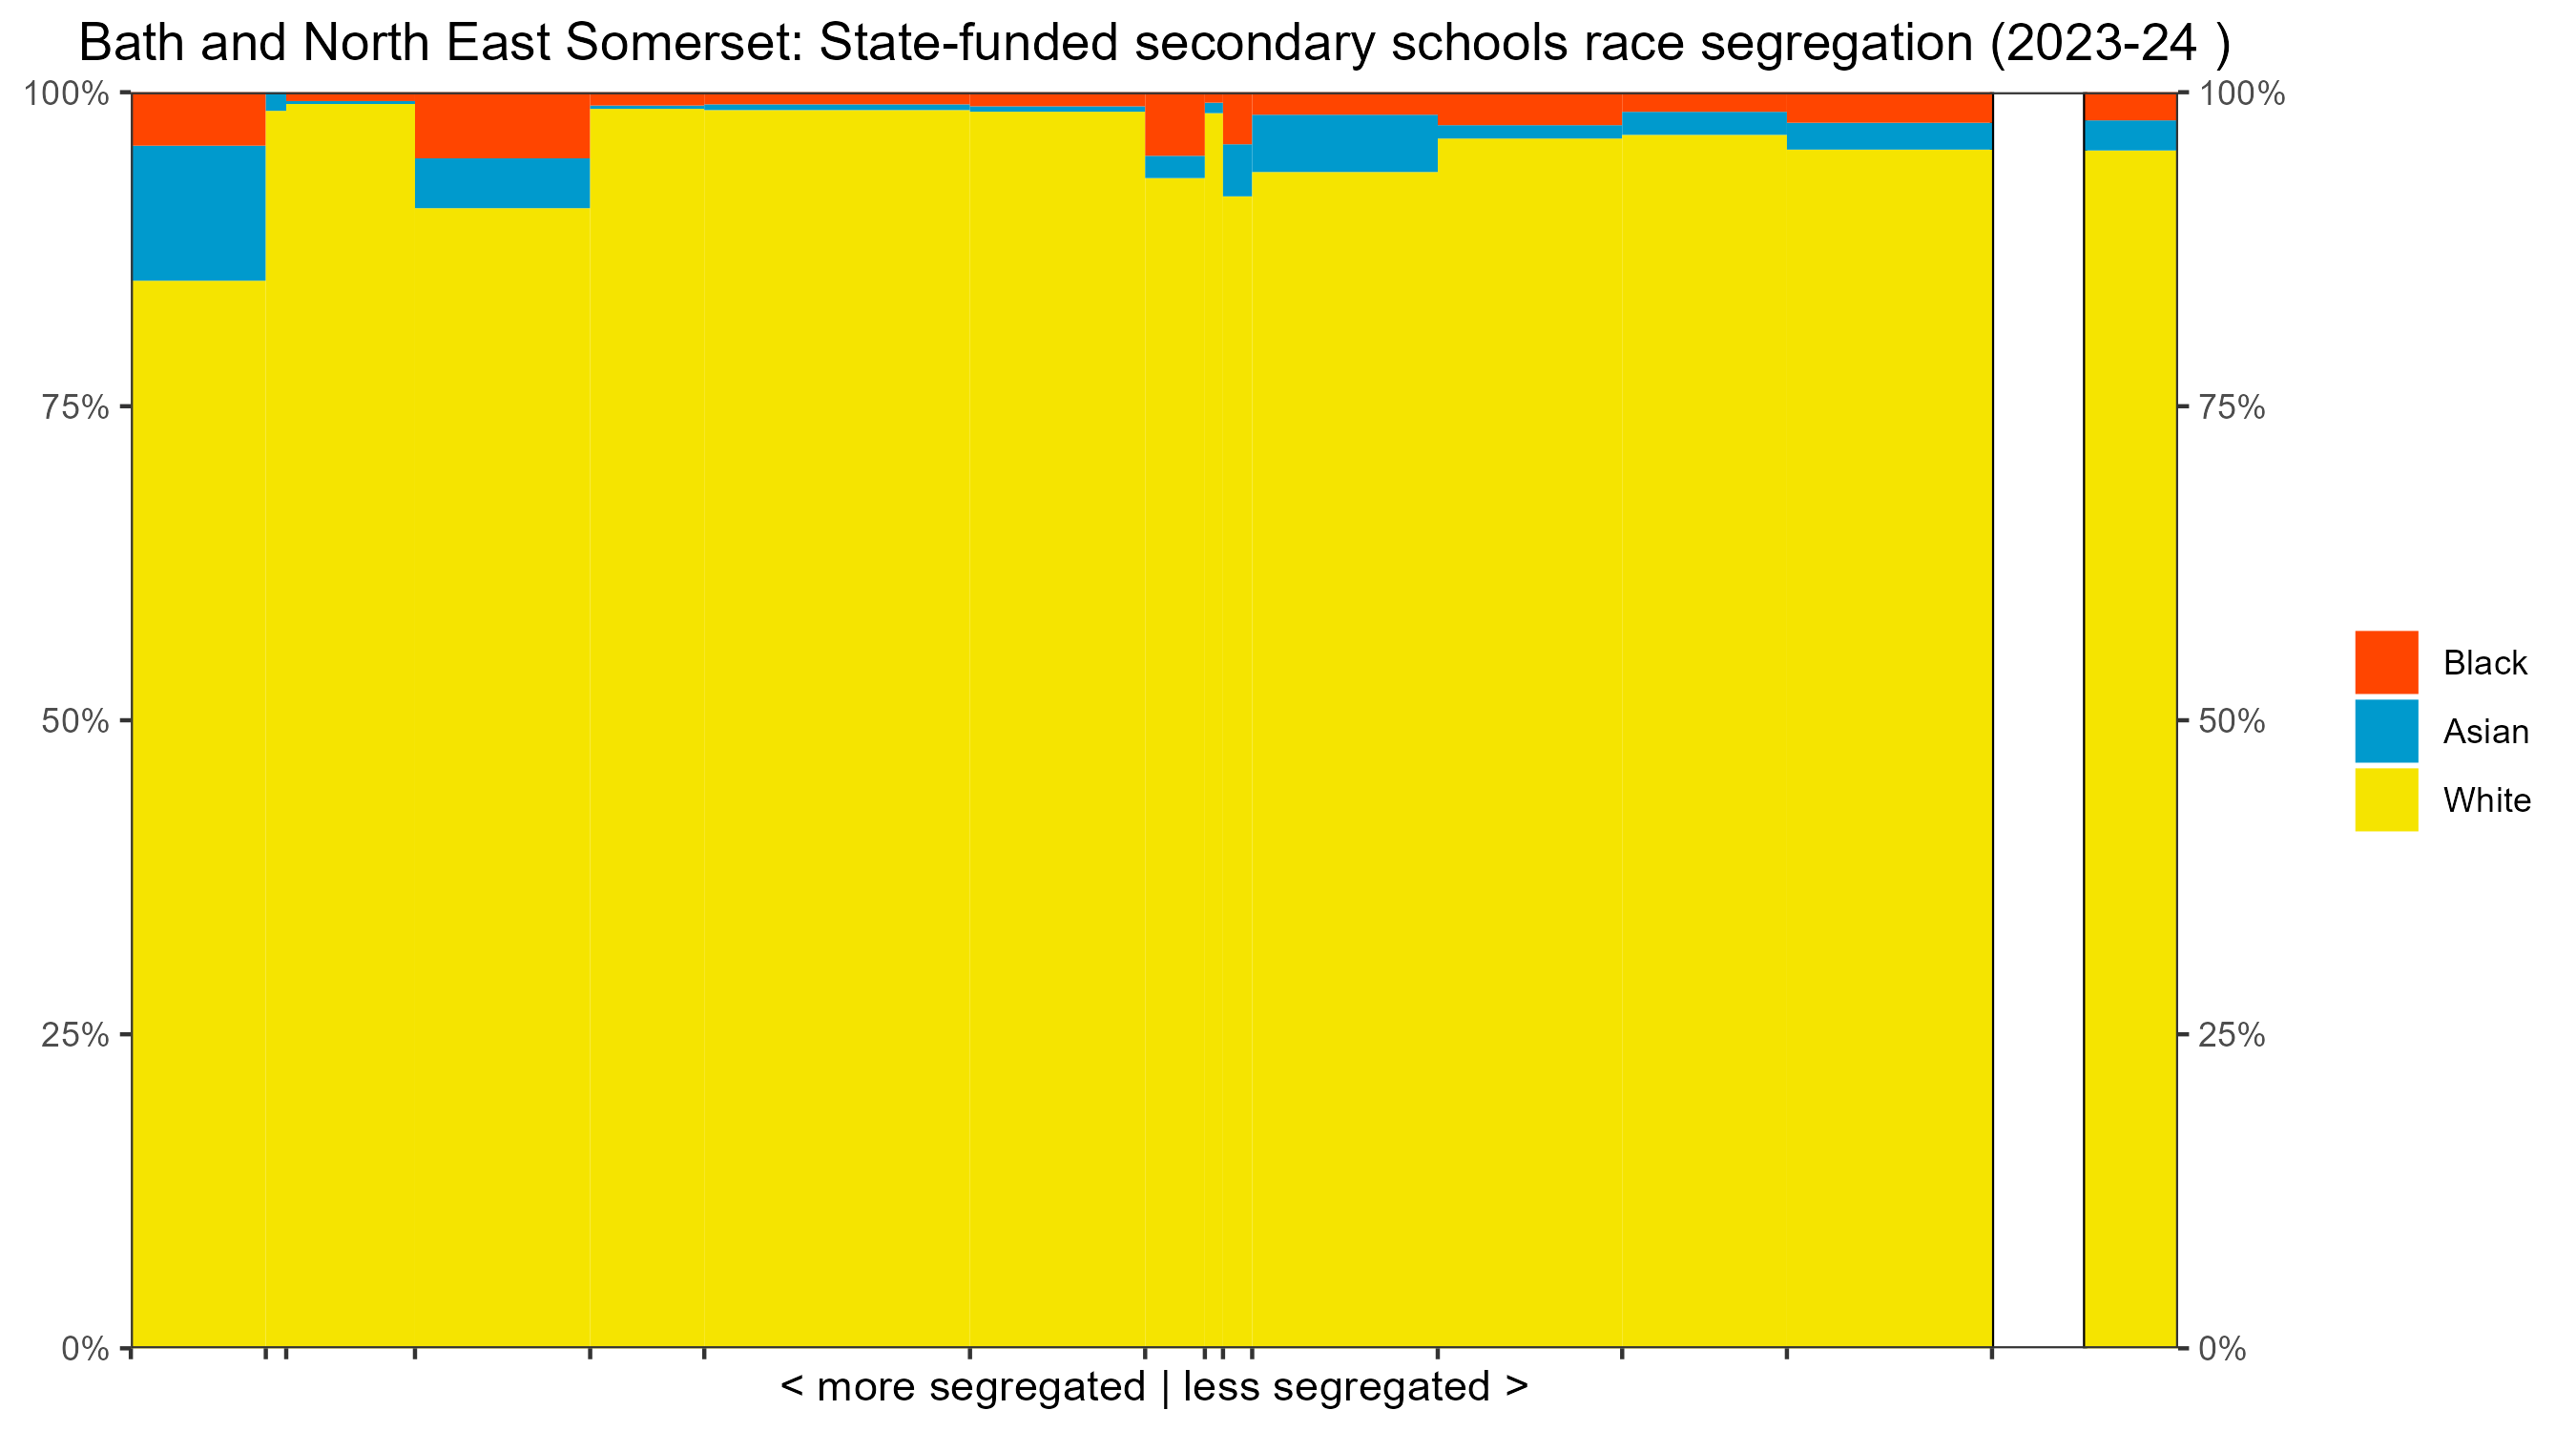 Bath and North East Somerset: State-funded secondary schools race segregation (2023-24 )
100%
100%
75%
75%
50%
50%
25%
25%
0%
0%
Black
Asian
White
< more segregated | less segregated >